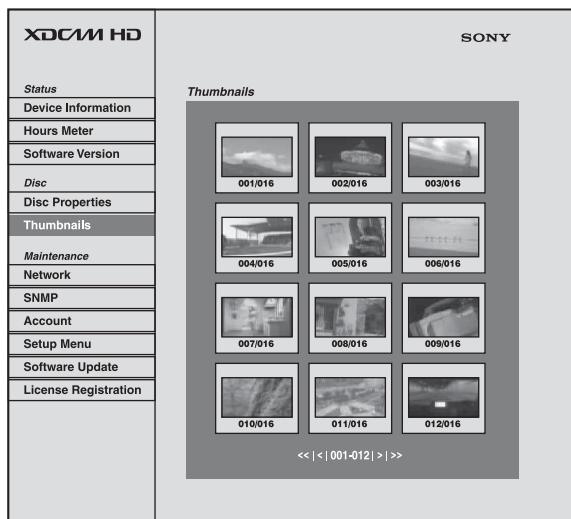 XDCAM HD
SONY
Status
Device Information
Hours Meter
Software Version
Disc
Disc Properties
Thumbnails
Maintenance
Network
SNMP
Account
Setup Menu
Software Update
License Registration
Thumbnails
001/016
002/016
003/016
004/016
005/016
006/016
007/016
008/016
009/016
010/016
011/016
012/016
<< | < | 001-012 | > | >>